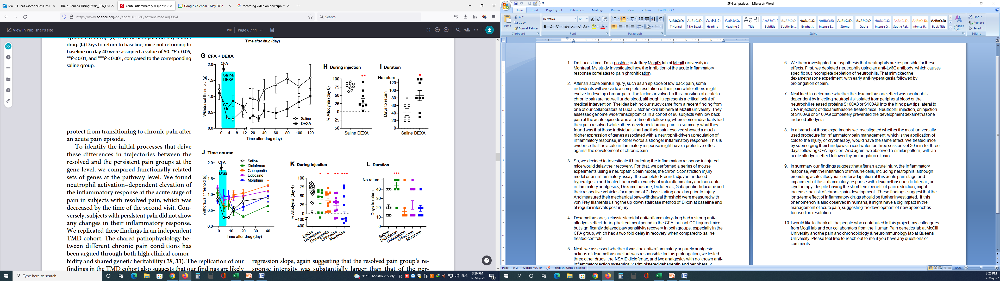 Mail - Lucas Vasconcelos Lima
Brain-Canada-Rising-Stars_RFA_EN
Acute inflammatory response v
Google Calendar - May 2022
recording video on powerpoint
https://www.science.org/doi/epdf/10.1126/scitranslmed.abj9954
Search
View in Publisher's site
PDF Page 6 / 11
symbols as in (A). (K) Percent allodynia on day 4 after
drug. (L) Days to return to baseline; mice not returning to
baseline on day 40 were assigned a value of 50. *P < 0.05,
**P < 0.01, and ***P < 0.001, compared to the corresponding
saline group.
Time after drug (day)
G CFA + DEXA
CFA
Saline/
DEXA
Withdrawal threshold (g)
2.0
1.5
1.0
0.5
0.0
0 4 8 12 20 40 60 80 100 120
Time after drug (day)
Saline
DEXA
H During injection
**
% Allodynia (day 6)
100
75
50
25
0
−25
−50
Saline DEXA
I Duration
*
No return
Days to return
120
100
80
60
40
20
0
Saline DEXA
J Time course
CFA
Drug
Saline
Diclofenac
Gabapentin
Lidocaine
Morphine
Withdrawal threshold (g)
2.0
1.5
1.0
0.5
0.0
0 10 20 30 40
Time after drug (day)
K During injection
* * ** ***
% Allodynia (day 4)
100
75
50
25
0
−100
−400
Saline Diclofenac Gabapentin Lidocaine Morphine
L Duration
***
No return
Days to return
40
30
20
10
0
Saline Diclofenac Gabapentin Lidocaine Morphine
protect from transitioning to chronic pain after
an acute pain episode.
To identify the initial processes that drive
these differences in trajectories between the
resolved and the persistent pain groups at the
gene level, we compared functionally related
sets of genes at the pathway level. We found
neutrophil activation–dependent elevation of
the inflammatory response at the acute stage of
pain in subjects with resolved pain, which was
decreased by the time of the second visit. Con-
versely, subjects with persistent pain did not show
any changes in their inflammatory response.
We replicated these findings in an independent
TMD cohort. The shared pathophysiology be-
tween different chronic pain conditions has
been argued through both high clinical comor-
bidity and shared genetic heritability (28, 33). The replication of our
findings in the TMD cohort also suggests that our findings are likely
regression slope, again suggesting that the resolved pain group's re-
sponse intensity was substantially larger than that of the per-
Type here to search
15°C Mostly cloudy
ENG
3:26 PM
17-May-22
SFN script.docx - Microsoft Word
Home Insert Page Layout References Mailings Review View Zotero EndNote X7
Paste
Cut
Copy
Format Painter
Clipboard
Helvetica 12
Font
Paragraph
¶ Normal ¶ No Spaci... Heading 1 Heading 2 Title Subtitle Subtle Em... Emphasis Intense E... Strong Quote Intense Q... Subtle Ref... Intense R... Book Title
Styles
Change
Styles
Find
Replace
Select
Editing
1. I'm Lucas Lima, I'm a postdoc in Jeffrey Mogil's lab at Mcgill university in
Montreal. My study investigated how the inhibition of the acute inflammatory
response correlates to pain chronification.
2. After an acute painful injury, such as an episode of low-back pain, some
individuals will evolve to a complete resolution of their pain while others might
evolve to develop chronic pain. The factors involved in this transition of acute to
chronic pain are not well understood, although it represents a critical point of
medical intervention. The idea behind our study came from a recent finding from
one of our collaborators at Luda Diatchenko's lab here at McGill university. They
assessed genome-wide transcriptomics in a cohort of 98 subjects with low back
pain at the acute episode and at a 3month follow-up, where some individuals had
their pain resolved while others developed chronic pain. In summary what they
found was that those individuals that had their pain resolved showed a much
higher expression of genes associated with a neutrophil-driven upregulation of
inflammatory response, in other words a stronger inflammatory response. This is
evidence that the acute inflammatory response might have a protective effect
against the development of chronic pain
3. So, we decided to investigate if hindering the inflammatory response in injured
mice would delay their recovery. For that, we performed a series of mouse
experiments using a neuropathic pain model, the chronic constriction injury
model or an inflammatory assay, the complete Freund adjuvant-induced
hyperalgesia and treated them with a variety of anti-inflammatory and non-anti-
inflammatory analgesics, Dexamethasone, Diclofenac, Gabapentin, lidocaine and
their respective vehicles for a period of 7 days starting one day prior to injury.
And measured their mechanical paw-withdrawal threshold were measured with
von Frey filaments using the up-down staircase method of Dixon at baseline and
at regular intervals post-injury.
4. Dexamethasone, a classic steroidal anti-inflammatory drug had a strong anti-
allodynic effect during the treatment period in the CFA, but not CCI injured mice
but significantly delayed paw sensitivity recovery in both groups, especially in the
CFA group, which had a two-fold delay in recovery when compared to saline-
treated controls.
5. Next, we assessed whether it was the anti-inflammatory or purely analgesic
actions of dexamethasone that was responsible for this prolongation, we tested
three other drugs: the NSAID diclofenac, and two analgesics with no known anti-
inflammatory action systemically administered gabapentin and peripherally
6. We them investigated the hypothesis that neutrophils are responsible for these
effects. First, we depleted neutrophils using an anti-Ly6G antibody, which causes
specific but incomplete depletion of neutrophils. That mimicked the
dexamethasone experiment, with early anti-hyperalgesia followed by
prolongation of pain.
7. Next tried to determine whether the dexamethasone effect was neutrophil-
dependent by injecting neutrophils isolated from peripheral blood or the
neutrophil-released proteins S100A8 or S100A9 into the hind paw (ipsilateral to
CFA injection) of dexamethasone-treated mice. Neutrophil injection, or injection
of S100A8 or S100A9 completely prevented the development dexamethasone-
induced allodynia.
8. In a branch of those experiments we investigated whether the most universally
used procedure for inflammatory pain management, which is the application of
cold to the Injury, or cryotherapy, would have the same effect. We treated mice
by submerging their hindpaws in iced water for three sessions of 30 min for three
days following CFA injection. And again, we observed a similar pattern, with an
acute allodynic effect followed by prolongation of pain.
9. In summary our findings suggest that after an acute injury, the inflammatory
response, with the infiltration of immune cells, including neutrophils, although
promoting acute allodynia, confer adaptation at this acute pain stage and
impairment of this inflammatory response with dexamethasone, diclofenac, or
cryotherapy, despite having the short-term benefit of pain reduction, might
increase the risk of chronic pain development. These findings, suggest that the
long-term effect of inflammatory drugs should be further investigated. If this
phenomenon is also observed in humans, it might have a big impact in the
management of acute pain, suggesting the development of new approaches
focused on resolution.
10. I would like to thank all the people who contributed to this project, my colleagues
from Mogil lab and our collaborators from the Human Pain genetics lab at McGill
University and the pain and chronobiology & neuroimmunology lab at Queens
University. Please feel free to reach out to me if you have any questions or
comments.
Page: 1 of 2 Words: 40/740 English (United States) 100%
3:26 PM
17-May-22